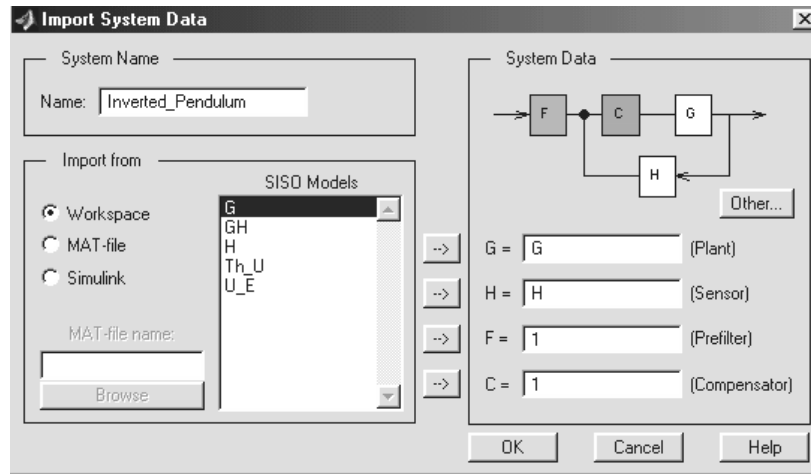 Import System Data
System Name
Name: Inverted_Pendulum
Import from
Workspace
MAT-file
Simulink
MAT-file name:
Browse
SISO Models
G
GH
H
Th_U
U_E
-->
-->
-->
-->
System Data
F
C
G
H
Other...
G = G (Plant)
H = H (Sensor)
F = 1 (Prefilter)
C = 1 (Compensator)
OK
Cancel
Help